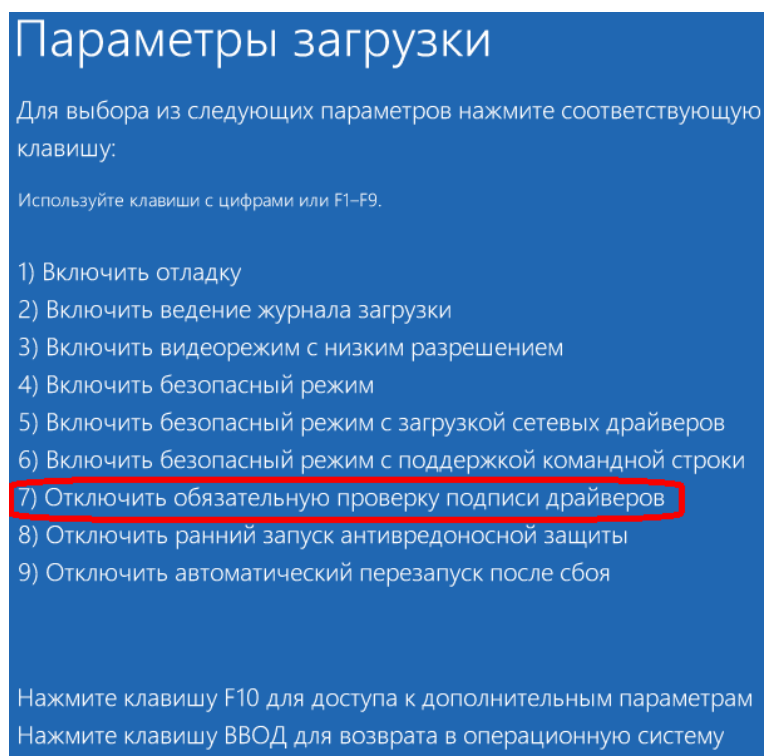 Параметры загрузки
Для выбора из следующих параметров нажмите соответствующую
клавишу:
Используйте клавиши с цифрами или F1–F9.
1) Включить отладку
2) Включить ведение журнала загрузки
3) Включить видеорежим с низким разрешением
4) Включить безопасный режим
5) Включить безопасный режим с загрузкой сетевых драйверов
6) Включить безопасный режим с поддержкой командной строки
7) Отключить обязательную проверку подписи драйверов
8) Отключить ранний запуск антивредоносной защиты
9) Отключить автоматический перезапуск после сбоя
Нажмите клавишу F10 для доступа к дополнительным параметрам
Нажмите клавишу ВВОД для возврата в операционную систему